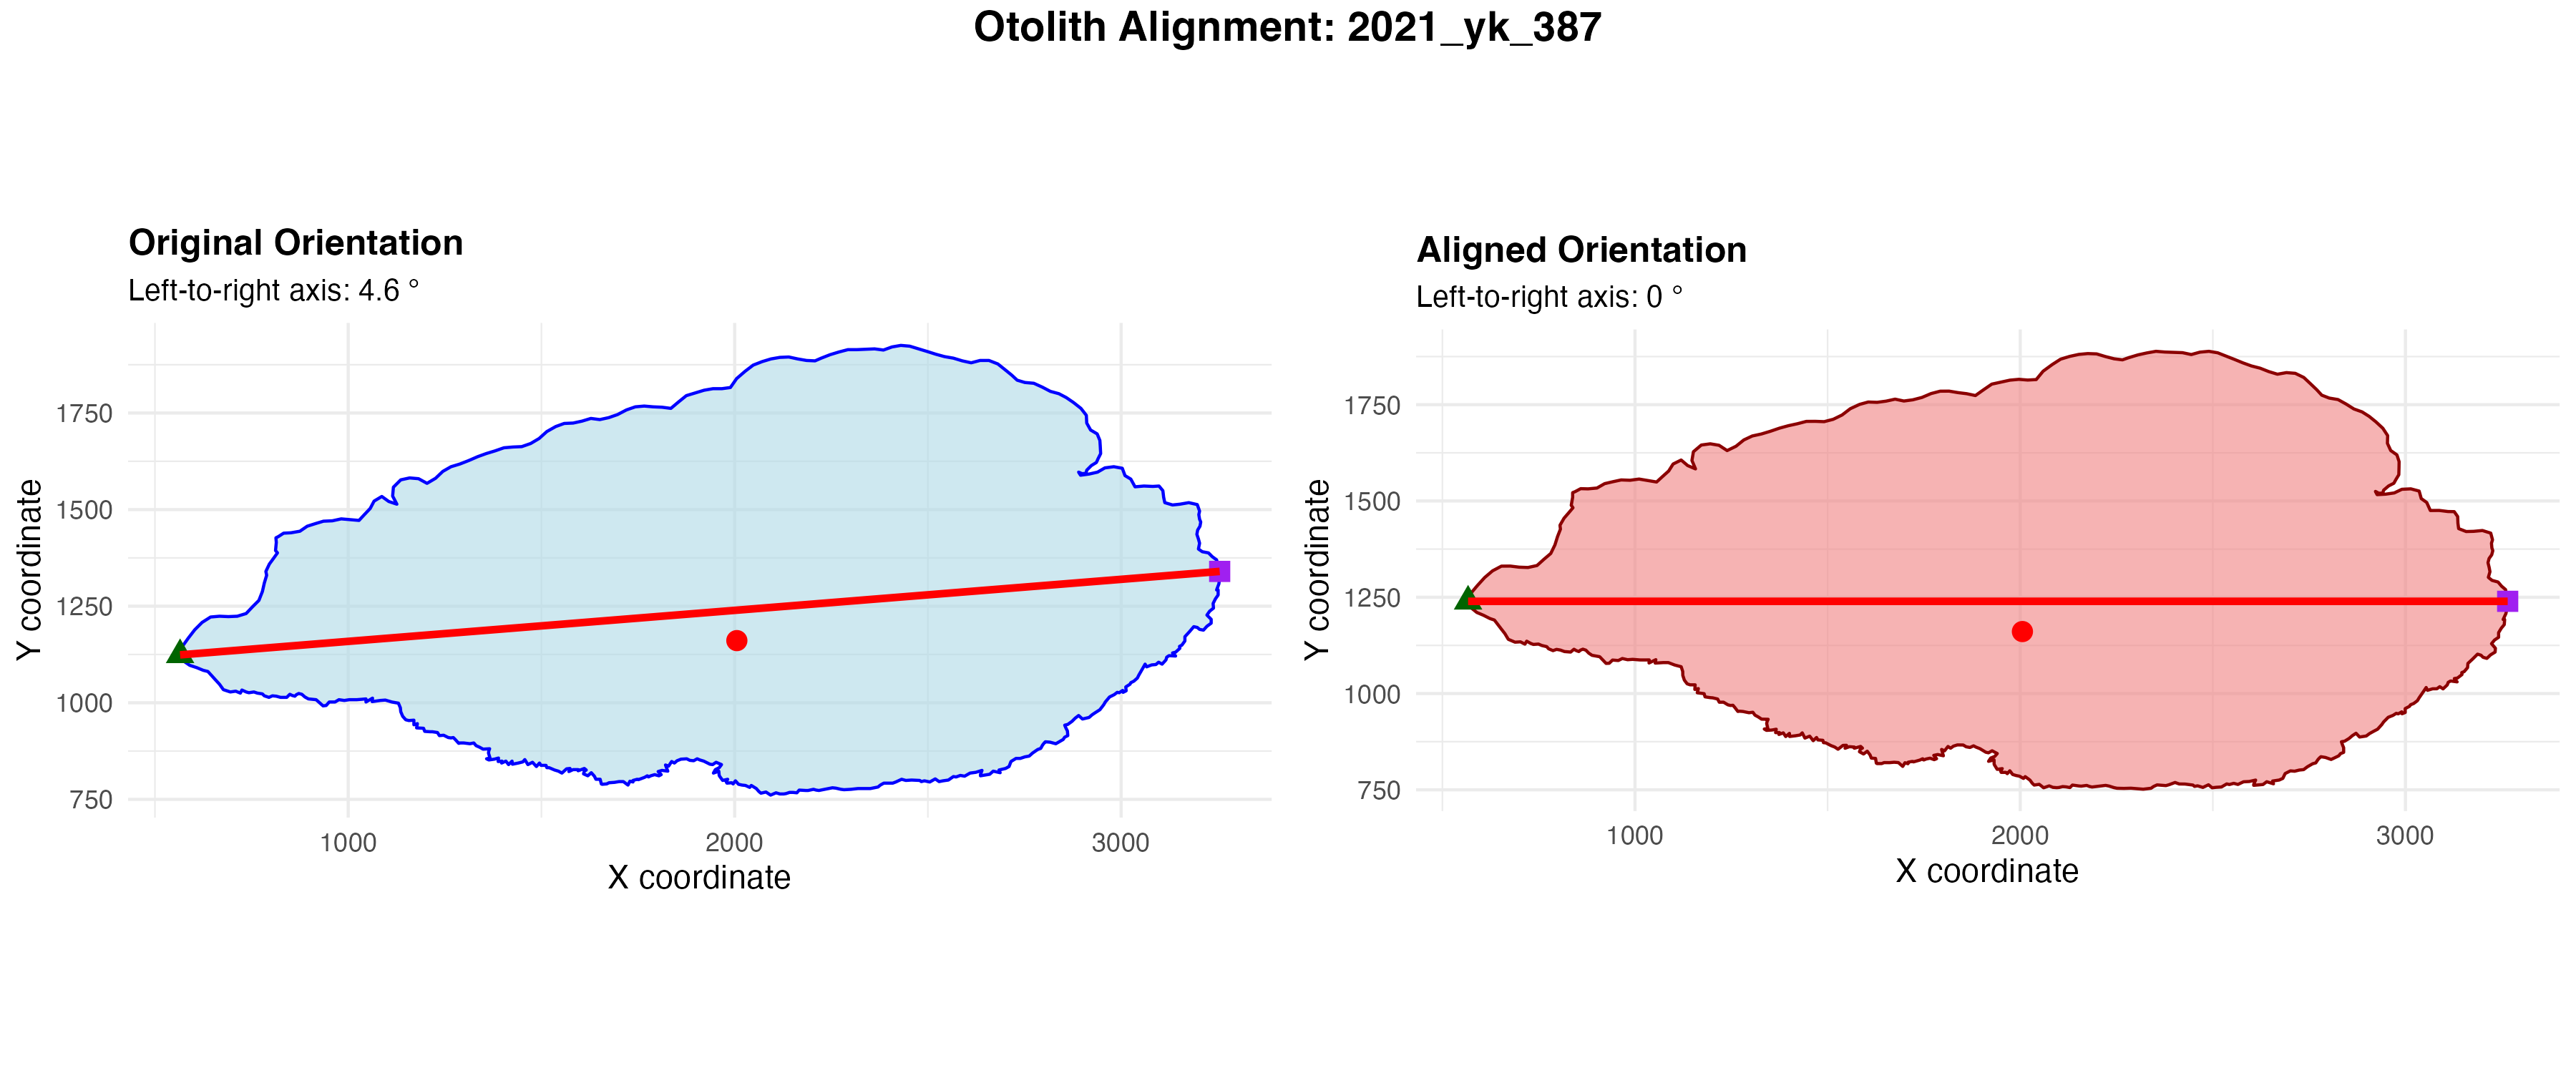 Otolith Alignment: 2021_yk_387
Original Orientation
Left-to-right axis: 4.6 °
Y coordinate
1750
1500
1250
1000
750
1000 2000 3000
X coordinate
Aligned Orientation
Left-to-right axis: 0 °
Y coordinate
1750
1500
1250
1000
750
1000 2000 3000
X coordinate